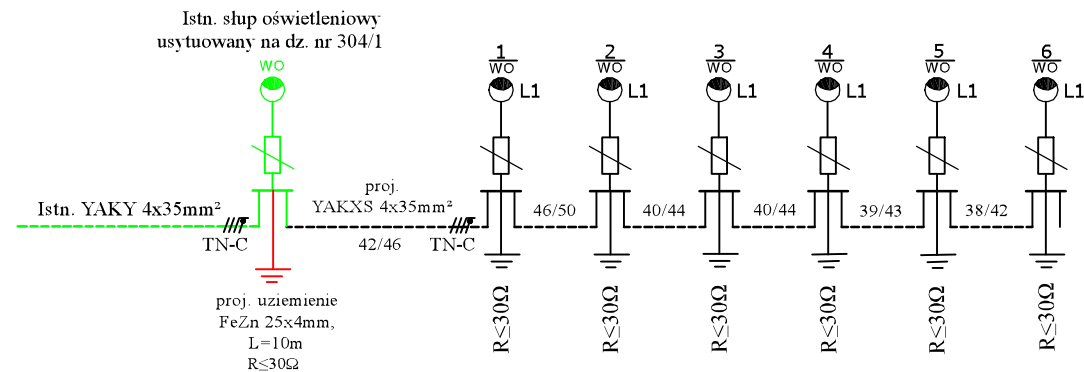 Istn. słup oświetleniowy
usytuowany na dz. nr 304/1
WO
1
WO
L1
2
WO
L1
3
WO
L1
4
WO
L1
5
WO
L1
6
WO
L1
Istn. YAKY 4x35mm²
TN-C
proj.
YAKXS 4x35mm²
42/46
TN-C
46/50
40/44
40/44
39/43
38/42
proj. uziemienie
FeZn 25x4mm,
L=10m
R≤30Ω
R≤30Ω
R≤30Ω
R≤30Ω
R≤30Ω
R≤30Ω
R≤30Ω